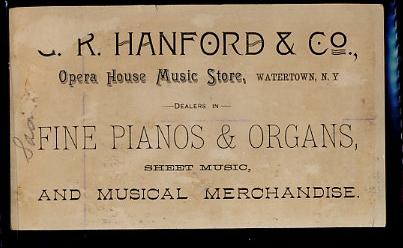 R. HANFORD & Co.,
Opera House Music Store, WATERTOWN, N. Y
DEALERS IN
FINE PIANOS & ORGANS,
SHEET MUSIC,
AND MUSICAL MERCHANDISE.